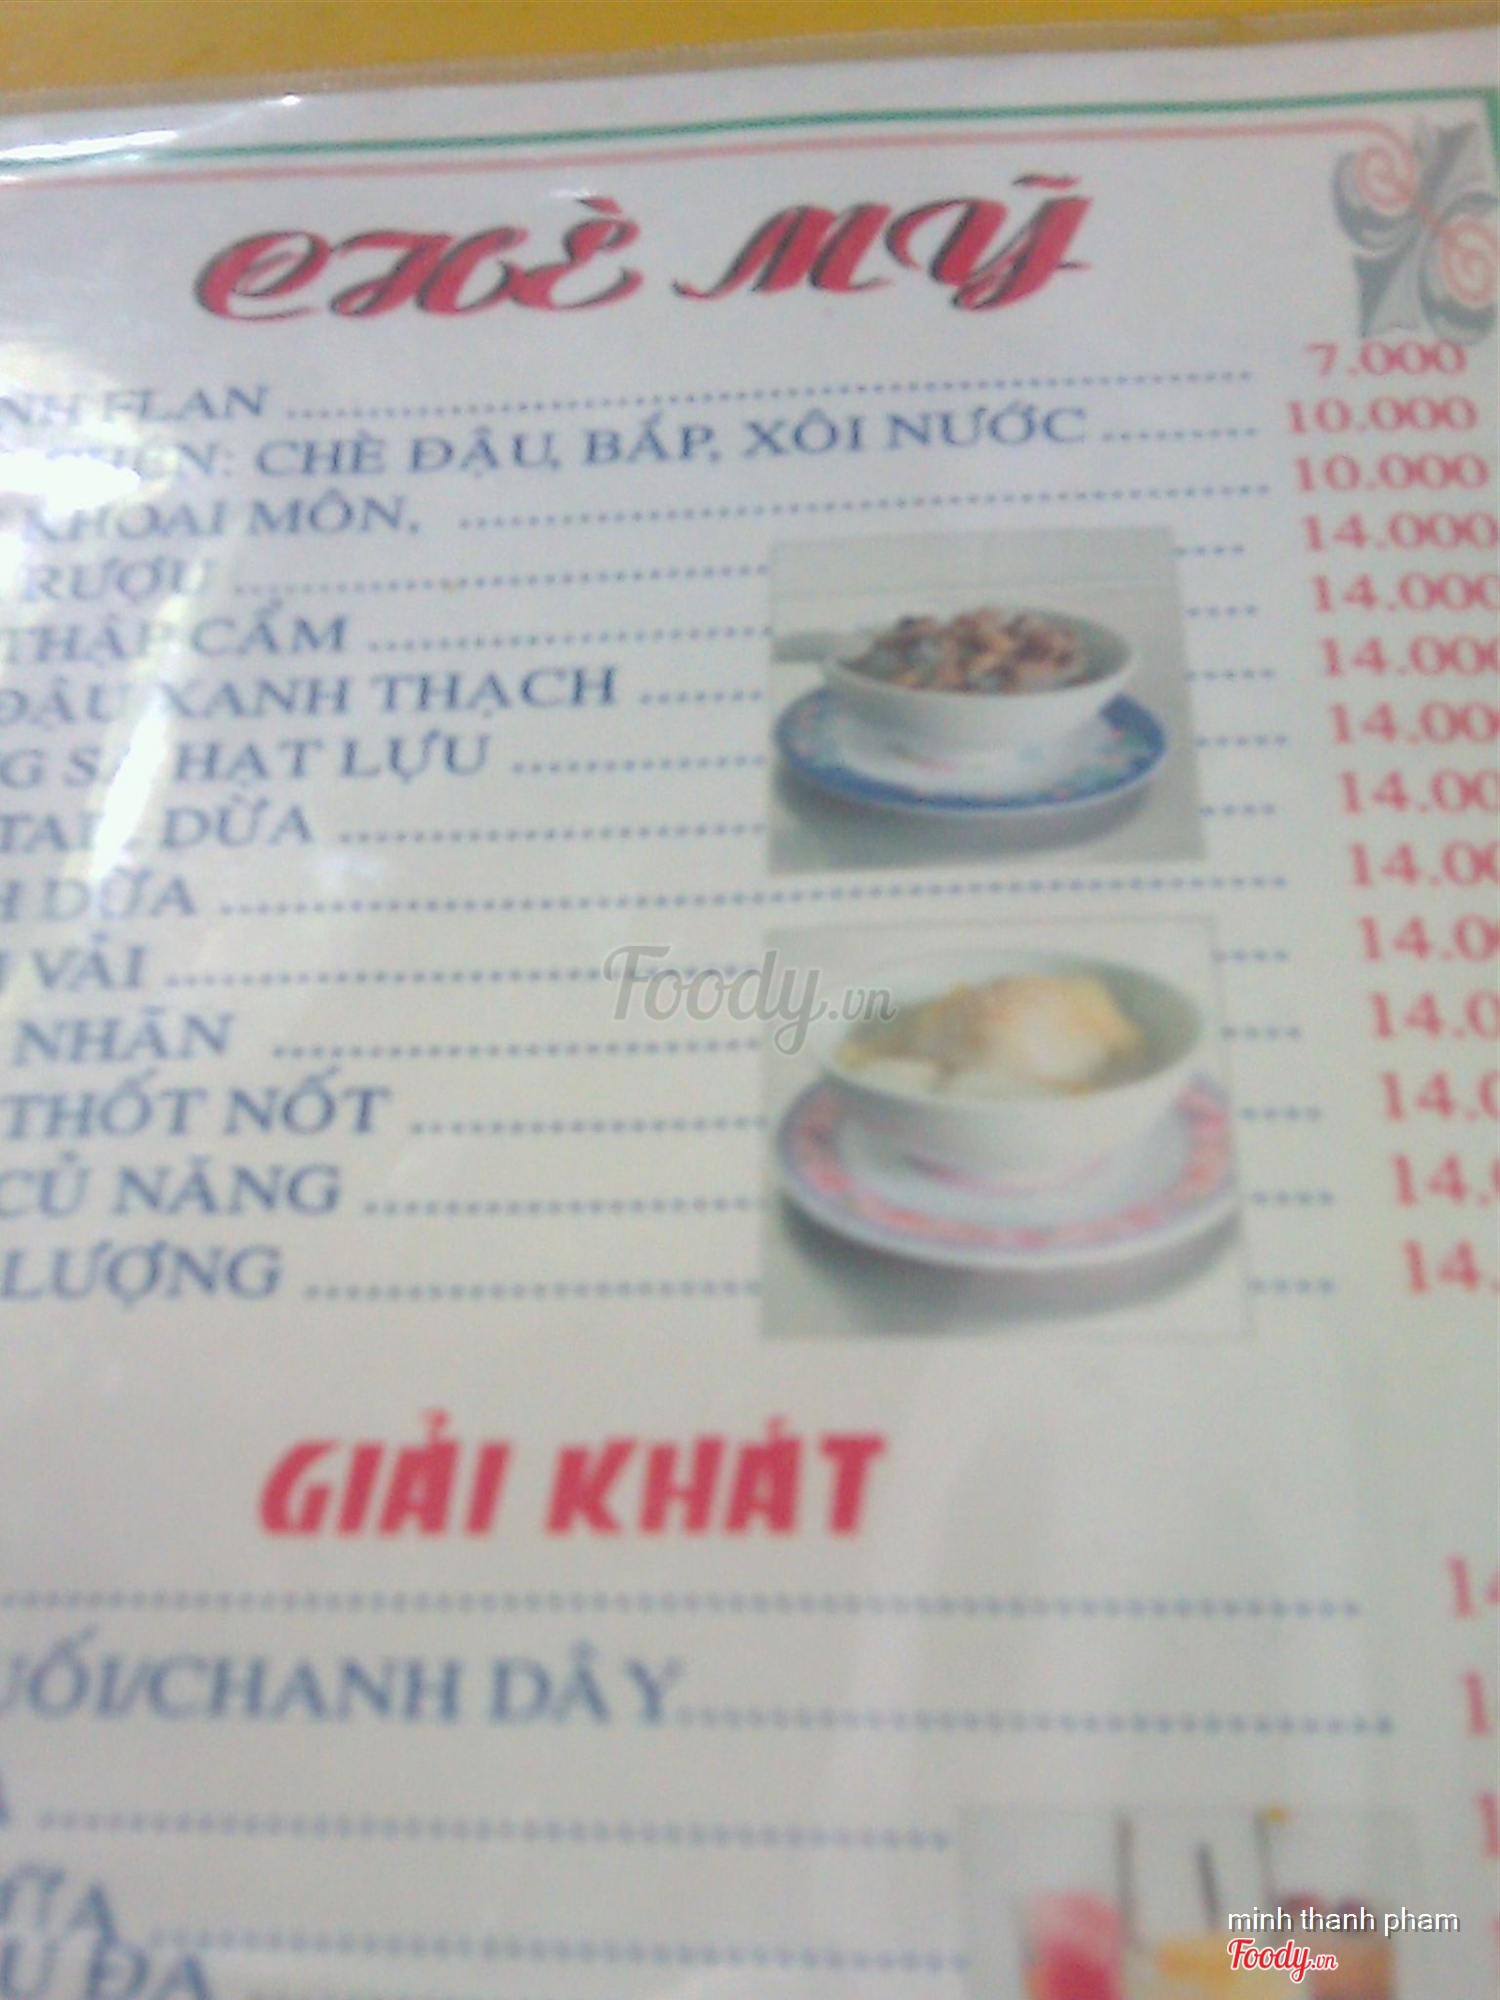 CHÈ MỸ
FLAN ........ 7.000
CHÈ ĐẬU, BẮP, XÔI NƯỚC ........ 10.000
KHOAI MÔN, ........ 10.000
RƯỢU ........ 14.000
THẬP CẨM ........ 14.000
ĐẬU XANH THẠCH ........ 14.000
HẠT LỰU ........ 14.00
DỪA ........ 14.00
DỪA ........ 14.00
VẢI ........ 14.0
NHÃN ........ 14.0
THỐT NỐT ........ 14.0
CỦ NĂNG ........ 14.
LƯỢNG ........ 14.
Foody.vn
GIẢI KHÁT
........ 14
CHANH DÂY ........ 1
ĐÁ
minh thanh pham
Foody.vn